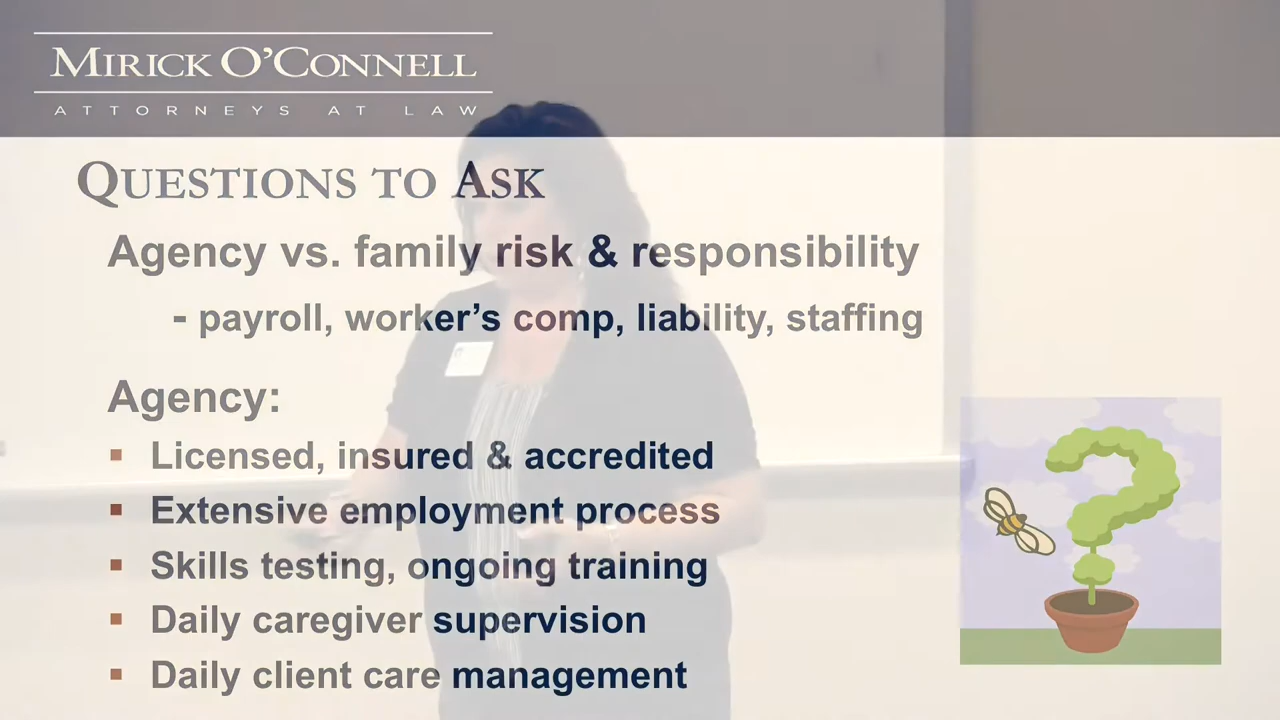 MIRICK O'CONNELL
ATTORNEYS AT LAW
QUESTIONS TO ASK
Agency vs. family risk & responsibility
- payroll, worker's comp, liability, staffing
Agency:
▪ Licensed, insured & accredited
▪ Extensive employment process
▪ Skills testing, ongoing training
▪ Daily caregiver supervision
▪ Daily client care management